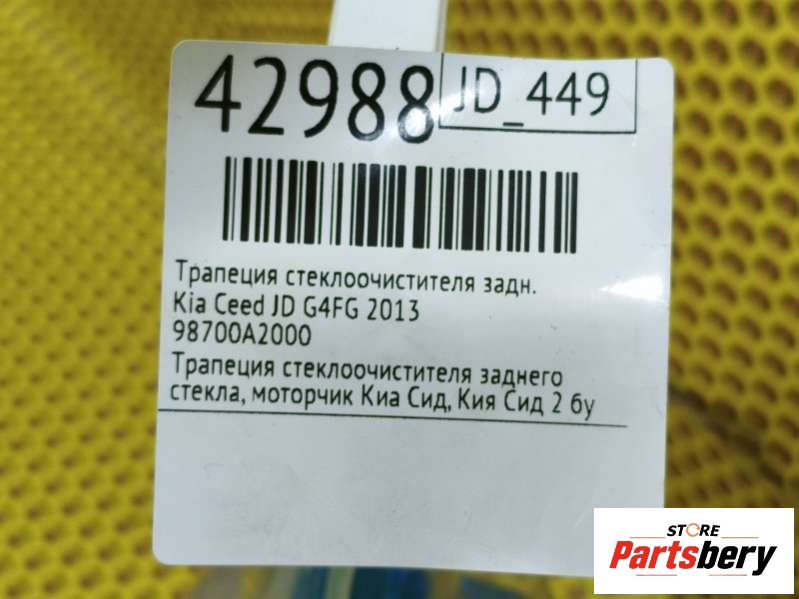 42988
JD_449
Трапеция стеклоочистителя задн.
Kia Ceed JD G4FG 2013
98700A2000
Трапеция стеклоочистителя заднего
стекла, моторчик Киа Сид, Кия Сид 2 бу
STORE
Partsbery